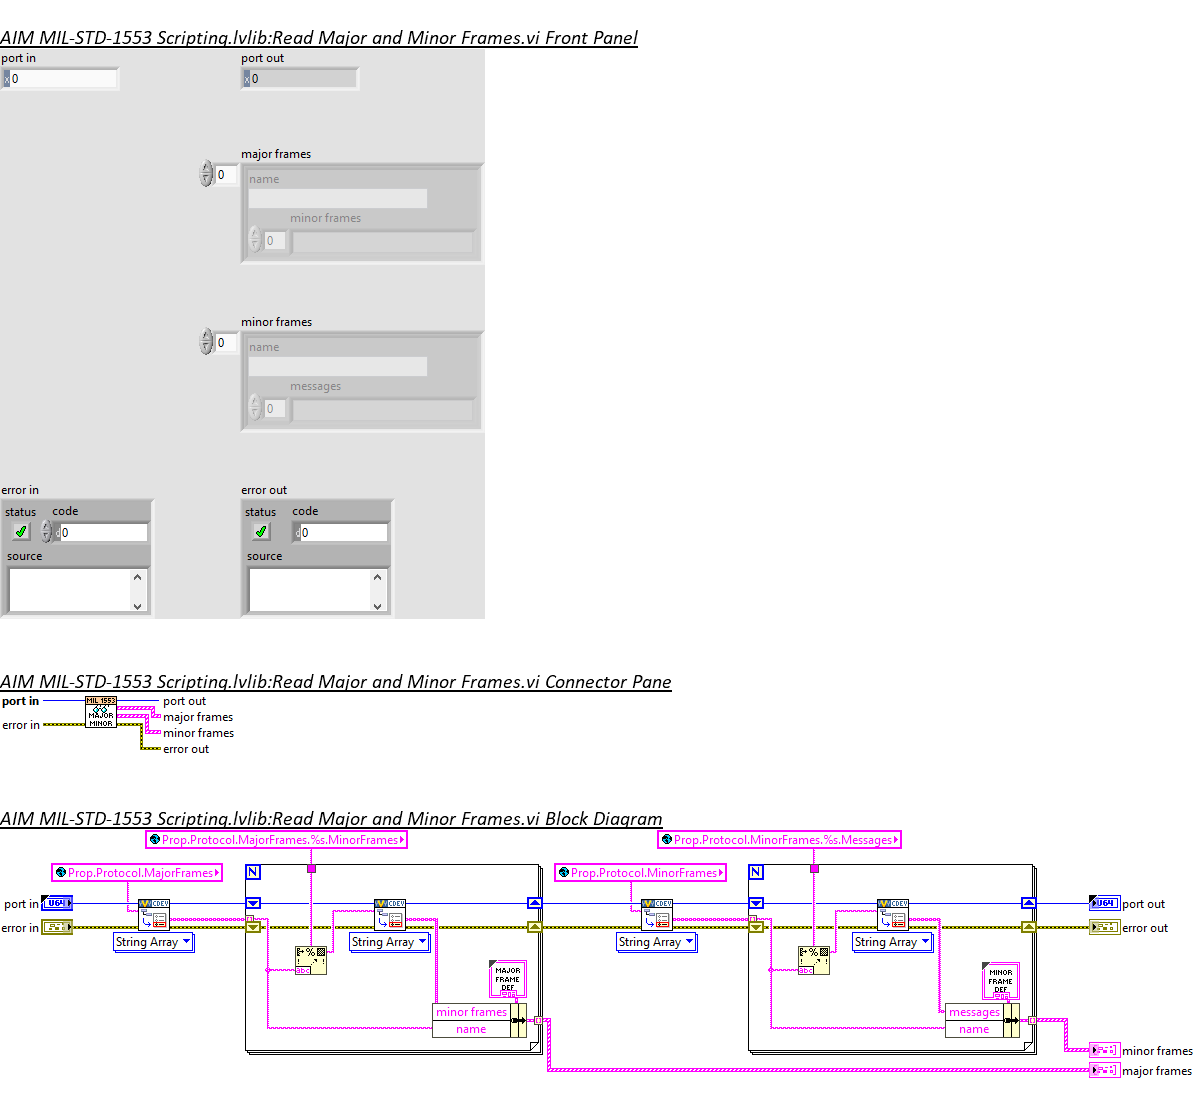 AIM MIL-STD-1553 Scripting.lvlib:Read Major and Minor Frames.vi Front Panel
port in
port out
0
0
major frames
0
name
minor frames
0
minor frames
0
name
messages
0
error in
error out
status code
status code
0
0
source
source
AIM MIL-STD-1553 Scripting.lvlib:Read Major and Minor Frames.vi Connector Pane
port in
MIL 1553
port out
major frames
MAJOR
error in
MINOR
minor frames
error out
AIM MIL-STD-1553 Scripting.lvlib:Read Major and Minor Frames.vi Block Diagram
Prop.Protocol.MajorFrames.%s.MinorFrames
Prop.Protocol.MinorFrames.%s.Messages
Prop.Protocol.MajorFrames
N
Prop.Protocol.MinorFrames
N
port in
U64
CDEV
CDEV
CDEV
CDEV
U64
port out
error in
error out
String Array
String Array
String Array
String Array
%
abc
%
abc
MAJOR
FRAME
DEF
MINOR
FRAME
DEF
minor frames
name
messages
name
minor frames
major frames